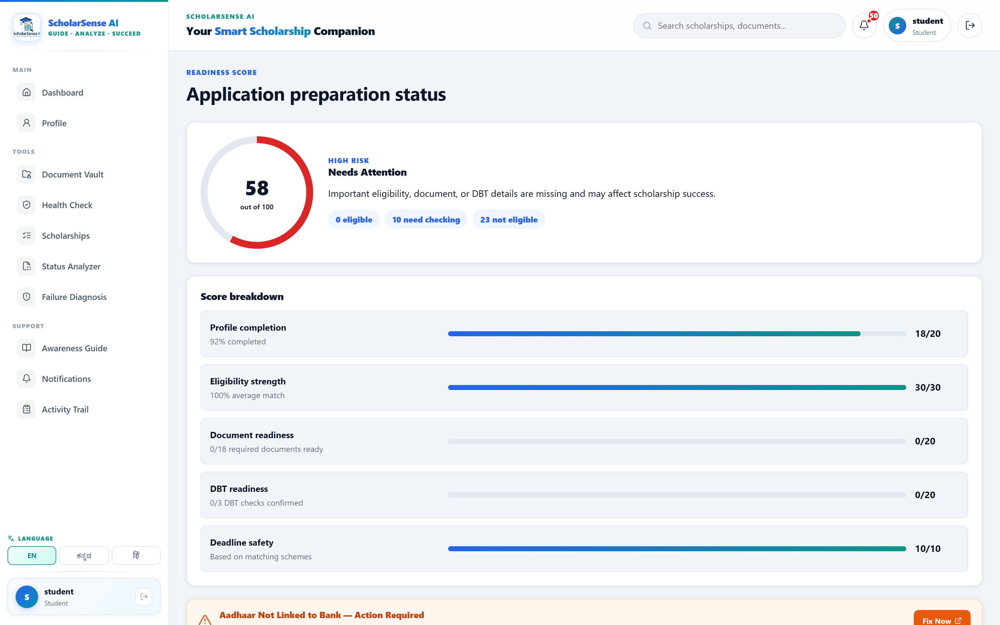 ScholarSense AI
GUIDE · ANALYZE · SUCCEED
MAIN
Dashboard
Profile
TOOLS
Document Vault
Health Check
Scholarships
Status Analyzer
Failure Diagnosis
SUPPORT
Awareness Guide
Notifications
Activity Trail
LANGUAGE
EN
ಕನ್ನಡ
हिं
S
student
Student
SCHOLARSENSE AI
Your Smart Scholarship Companion
Search scholarships, documents...
50
S
student
Student
READINESS SCORE
Application preparation status
58
out of 100
HIGH RISK
Needs Attention
Important eligibility, document, or DBT details are missing and may affect scholarship success.
0 eligible
10 need checking
23 not eligible
Score breakdown
Profile completion
92% completed
18/20
Eligibility strength
100% average match
30/30
Document readiness
0/18 required documents ready
0/20
DBT readiness
0/3 DBT checks confirmed
0/20
Deadline safety
Based on matching schemes
10/10
Aadhaar Not Linked to Bank — Action Required
Fix Now